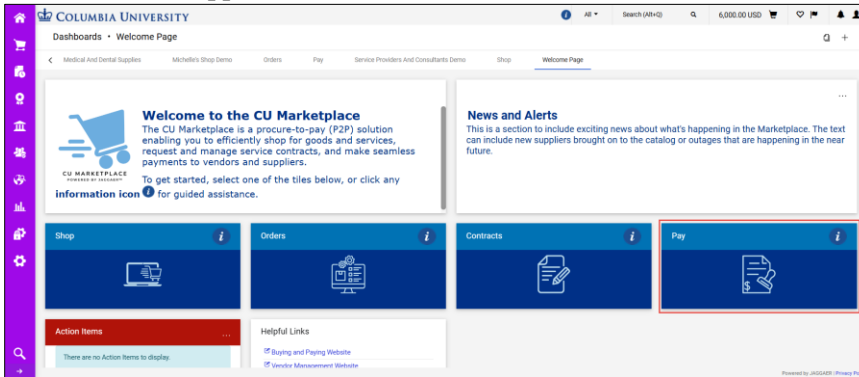 COLUMBIA UNIVERSITY
All
Search (Alt+Q)
6,000.00 USD
Dashboards • Welcome Page
Medical And Dental Supplies
Michelle's Shop Demo
Orders
Pay
Service Providers And Consultants Demo
Shop
Welcome Page
Welcome to the CU Marketplace
The CU Marketplace is a procure-to-pay (P2P) solution
enabling you to efficiently shop for goods and services,
request and manage service contracts, and make seamless
payments to vendors and suppliers.
CU MARKETPLACE
POWERED BY JAGGAER
To get started, select one of the tiles below, or click any
information icon i for guided assistance.
News and Alerts
This is a section to include exciting news about what's happening in the Marketplace. The text
can include new suppliers brought on to the catalog or outages that are happening in the near
future.
Shop
Orders
Contracts
Pay
Action Items
There are no Action Items to display.
Helpful Links
Buying and Paying Website
Vendor Management Website
Powered by JAGGAER | Privacy Po